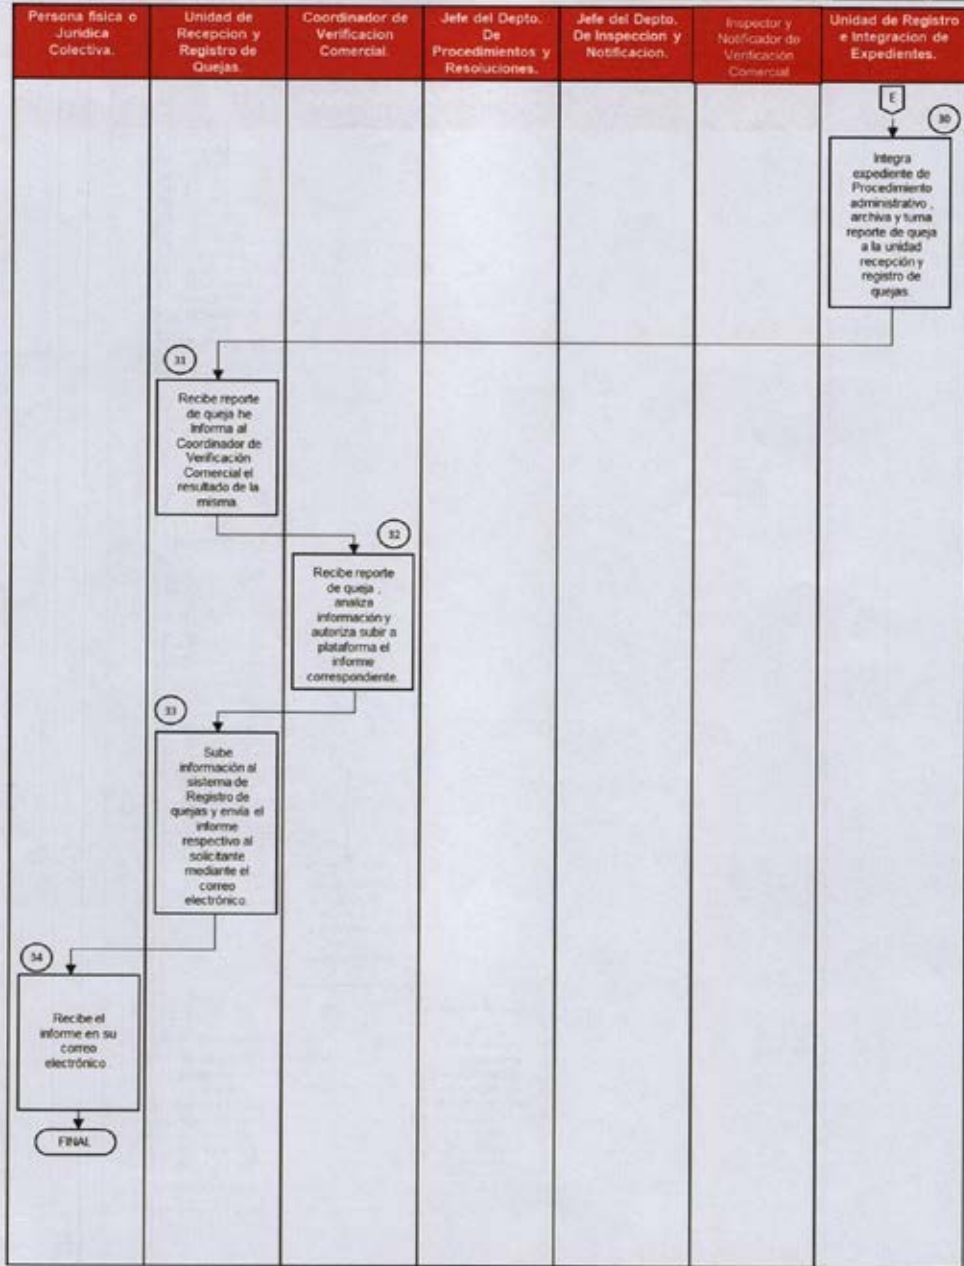 Persona fisica o
Juridica
Colectiva.
Unidad de
Recepcion y
Registro de
Quejas.
Coordinador de
Verificacion
Comercial.
Jefe del Depto.
De
Procedimientos y
Resoluciones.
Jefe del Depto.
De Inspeccion y
Notificacion.
Inspector y
Notificador de
Verificación
Comercial
Unidad de Registro
e Integracion de
Expedientes.
E
30
Integra
expediente de
Procedimiento
administrativo ,
archiva y turna
reporte de queja
a la unidad
recepción y
registro de
quejas.
31
Recibe reporte
de queja he
Informa al
Coordinador de
Verificación
Comercial el
resultado de la
misma.
32
Recibe reporte
de queja ,
analiza
información y
autoriza subir a
plataforma el
informe
correspondiente.
33
Sube
información al
sistema de
Registro de
quejas y envía el
informe
respectivo al
solicitante
mediante el
correo
electrónico.
34
Recibe el
informe en su
correo
electrónico.
FINAL